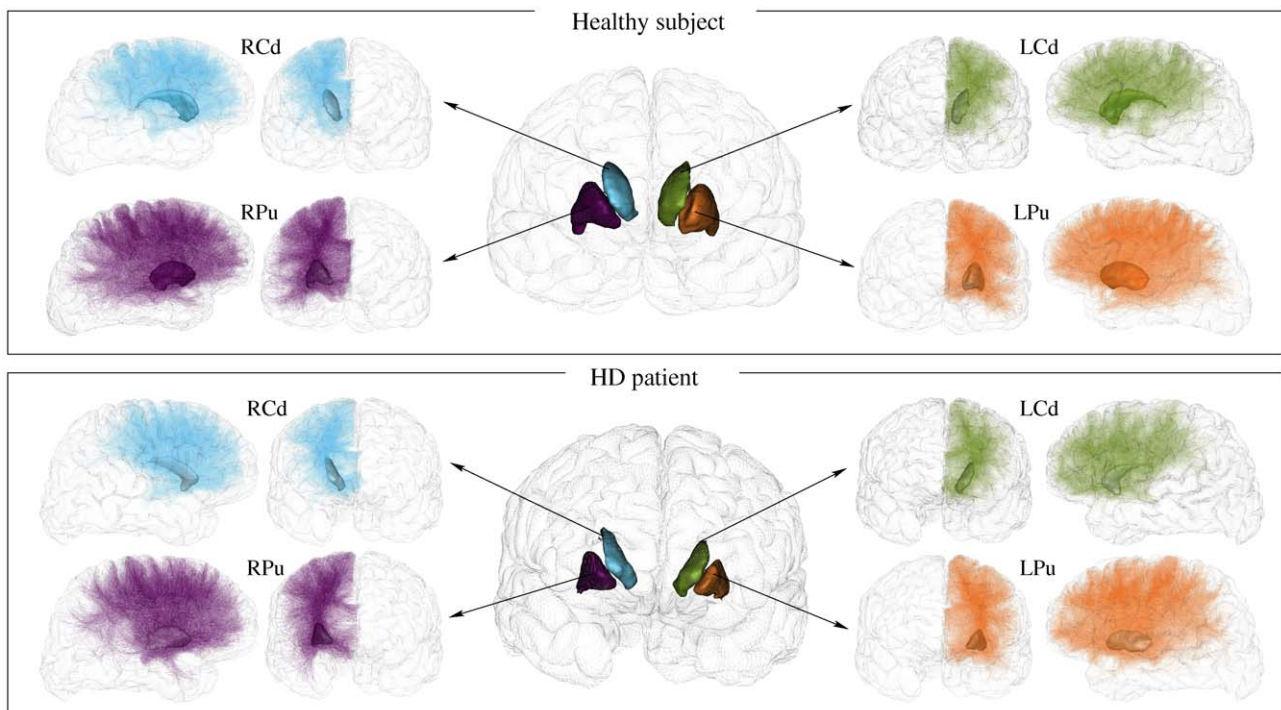 Healthy subject
RCd
LCd
RPu
LPu
HD patient
RCd
LCd
RPu
LPu